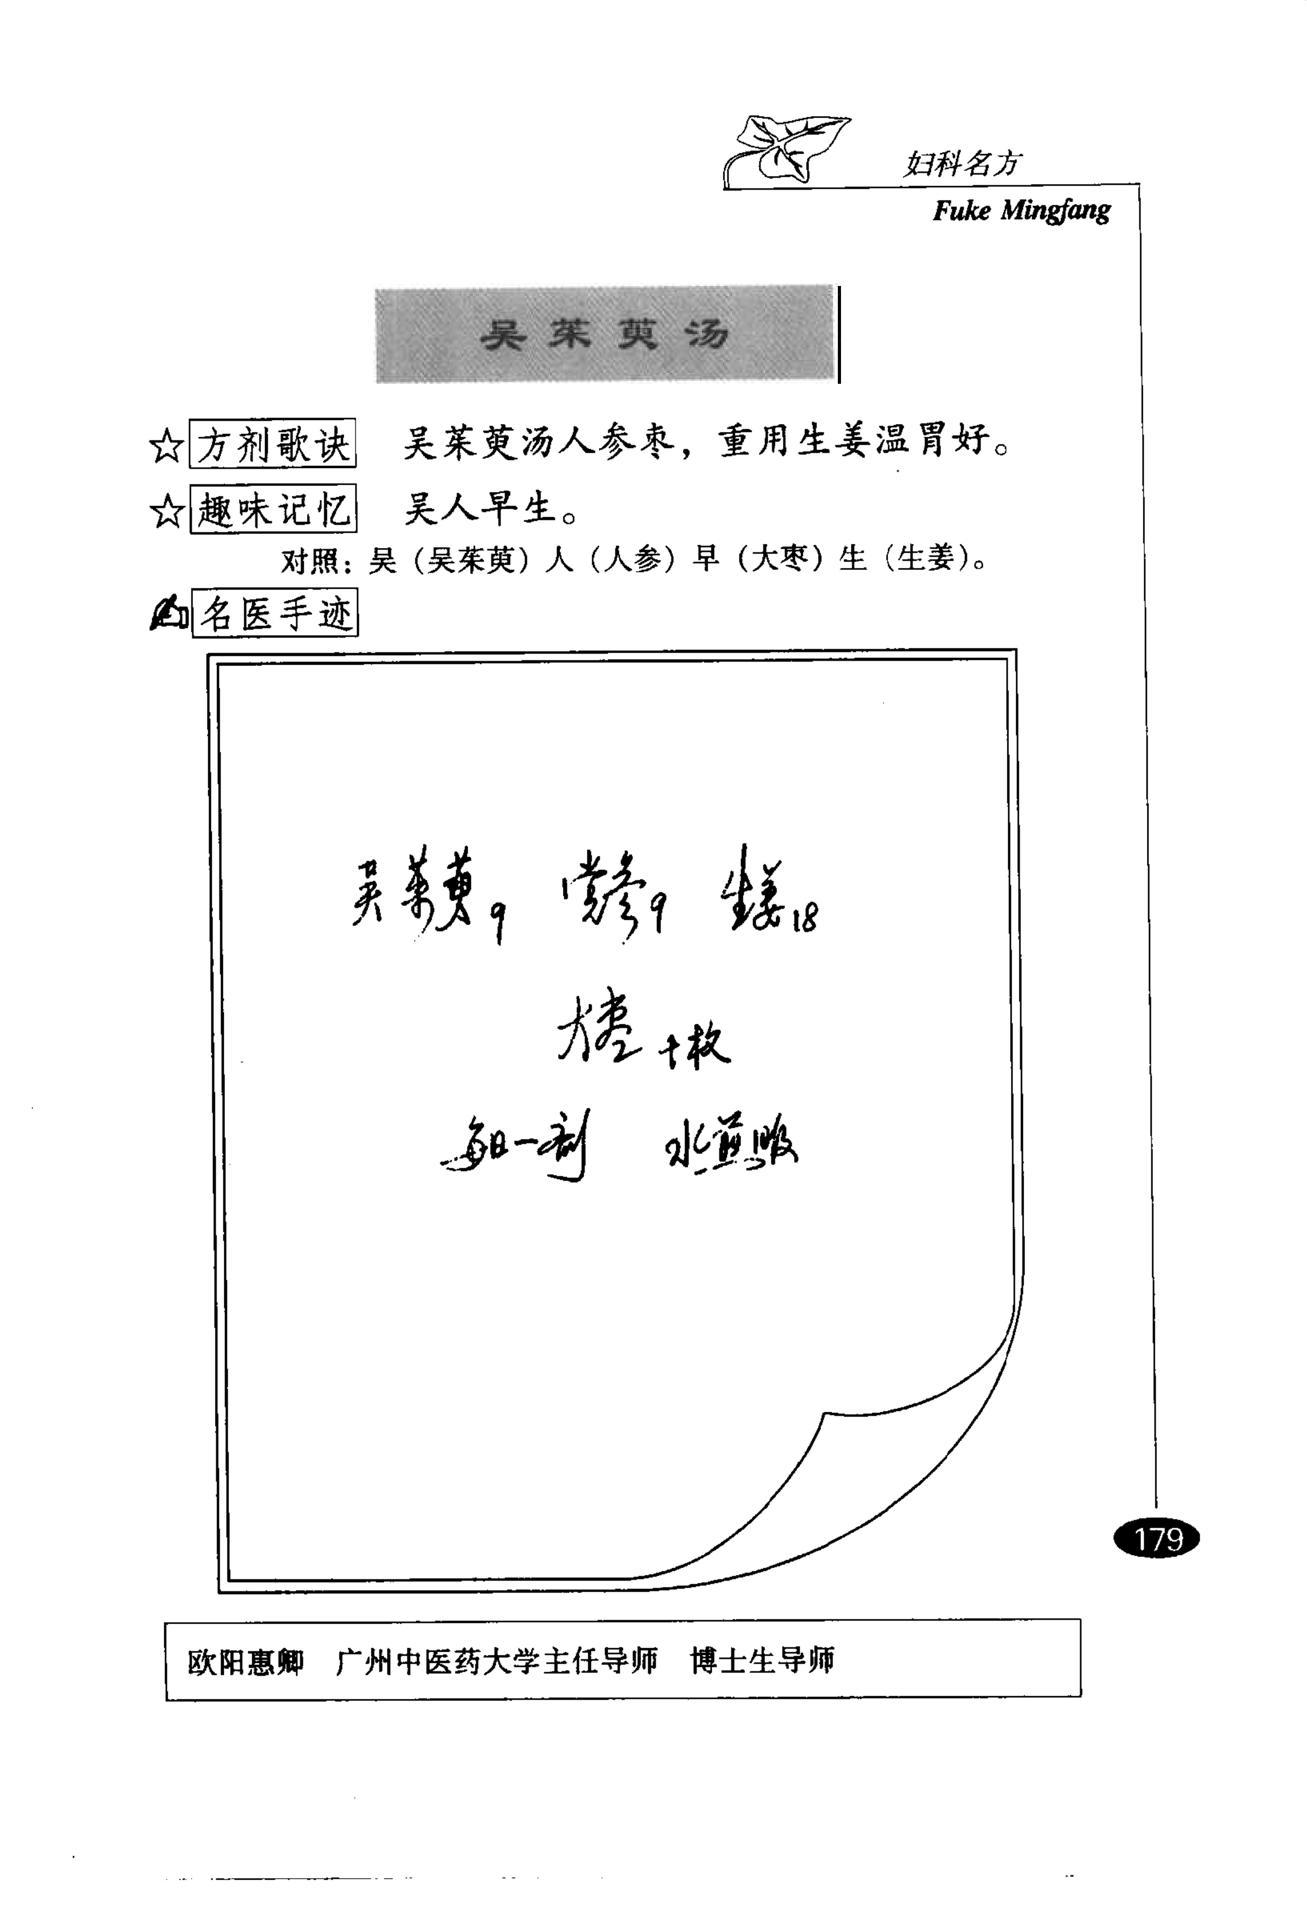 妇科名方
Fuke Mingfang
吴茱萸汤
☆方剂歌诀 吴茱萸汤人参枣，重用生姜温胃好。
☆趣味记忆 吴人早生。
对照：吴（吴茱萸）人（人参）早（大枣）生（生姜）。
名医手迹
吴茱萸9 党参9 生姜18
大枣十枚
每日一剂 水煎服
179
欧阳惠卿 广州中医药大学主任导师 博士生导师